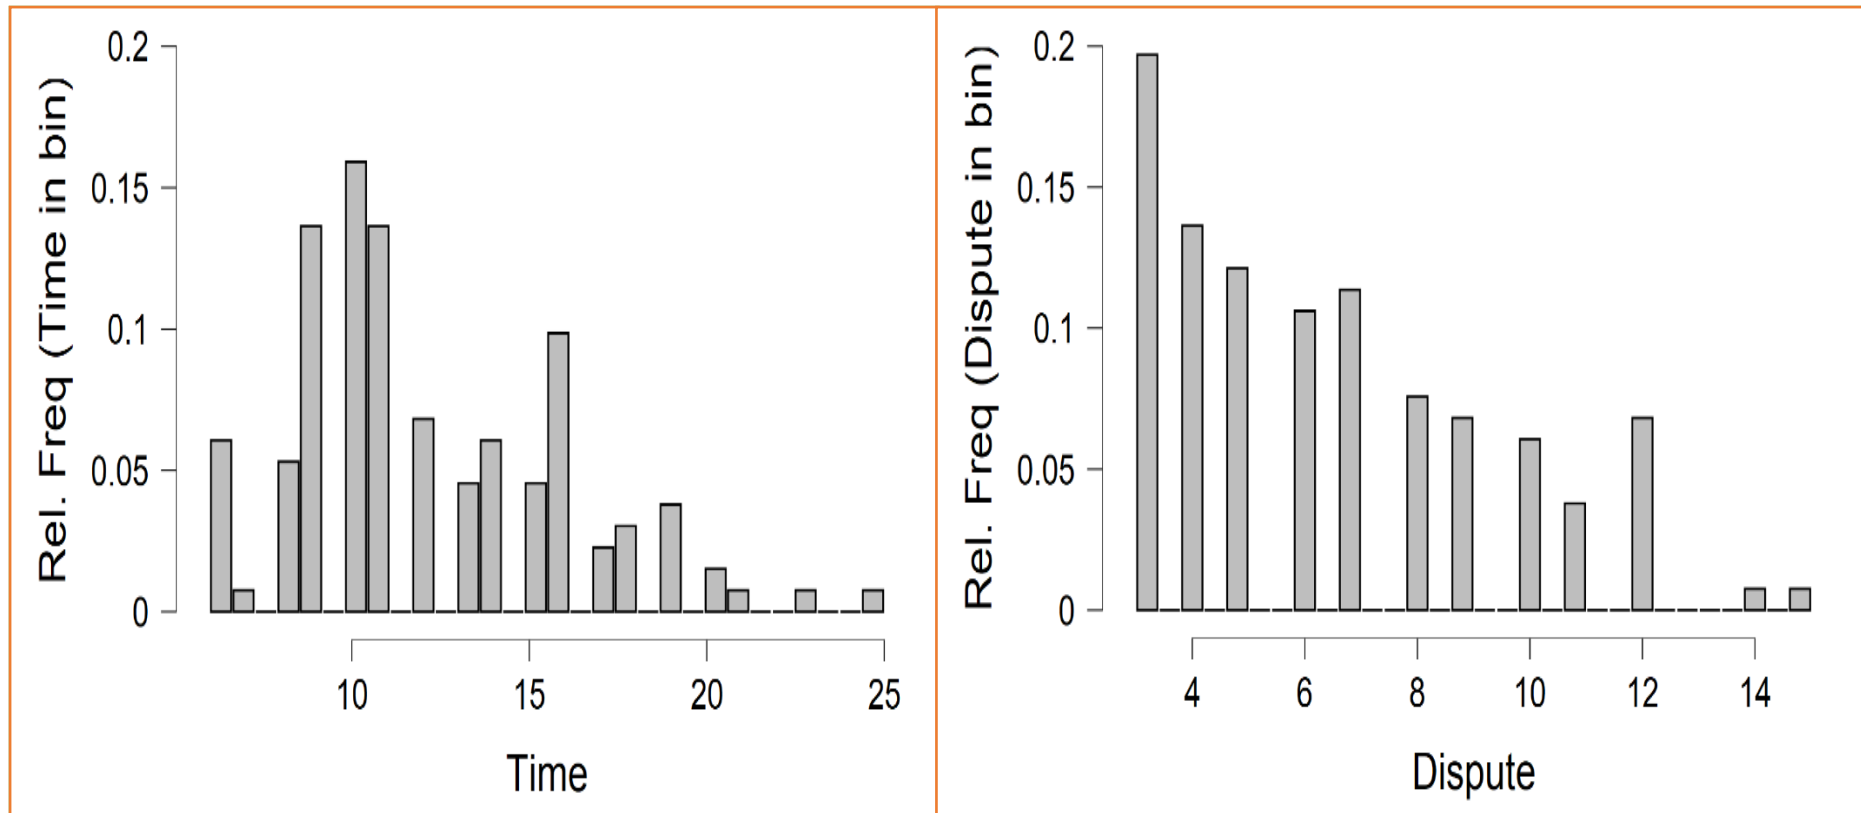 Rel. Freq (Time in bin)
0.2
0.15
0.1
0.05
0
10 15 20 25
Time
Rel. Freq (Dispute in bin)
0.2
0.15
0.1
0.05
0
4 6 8 10 12 14
Dispute